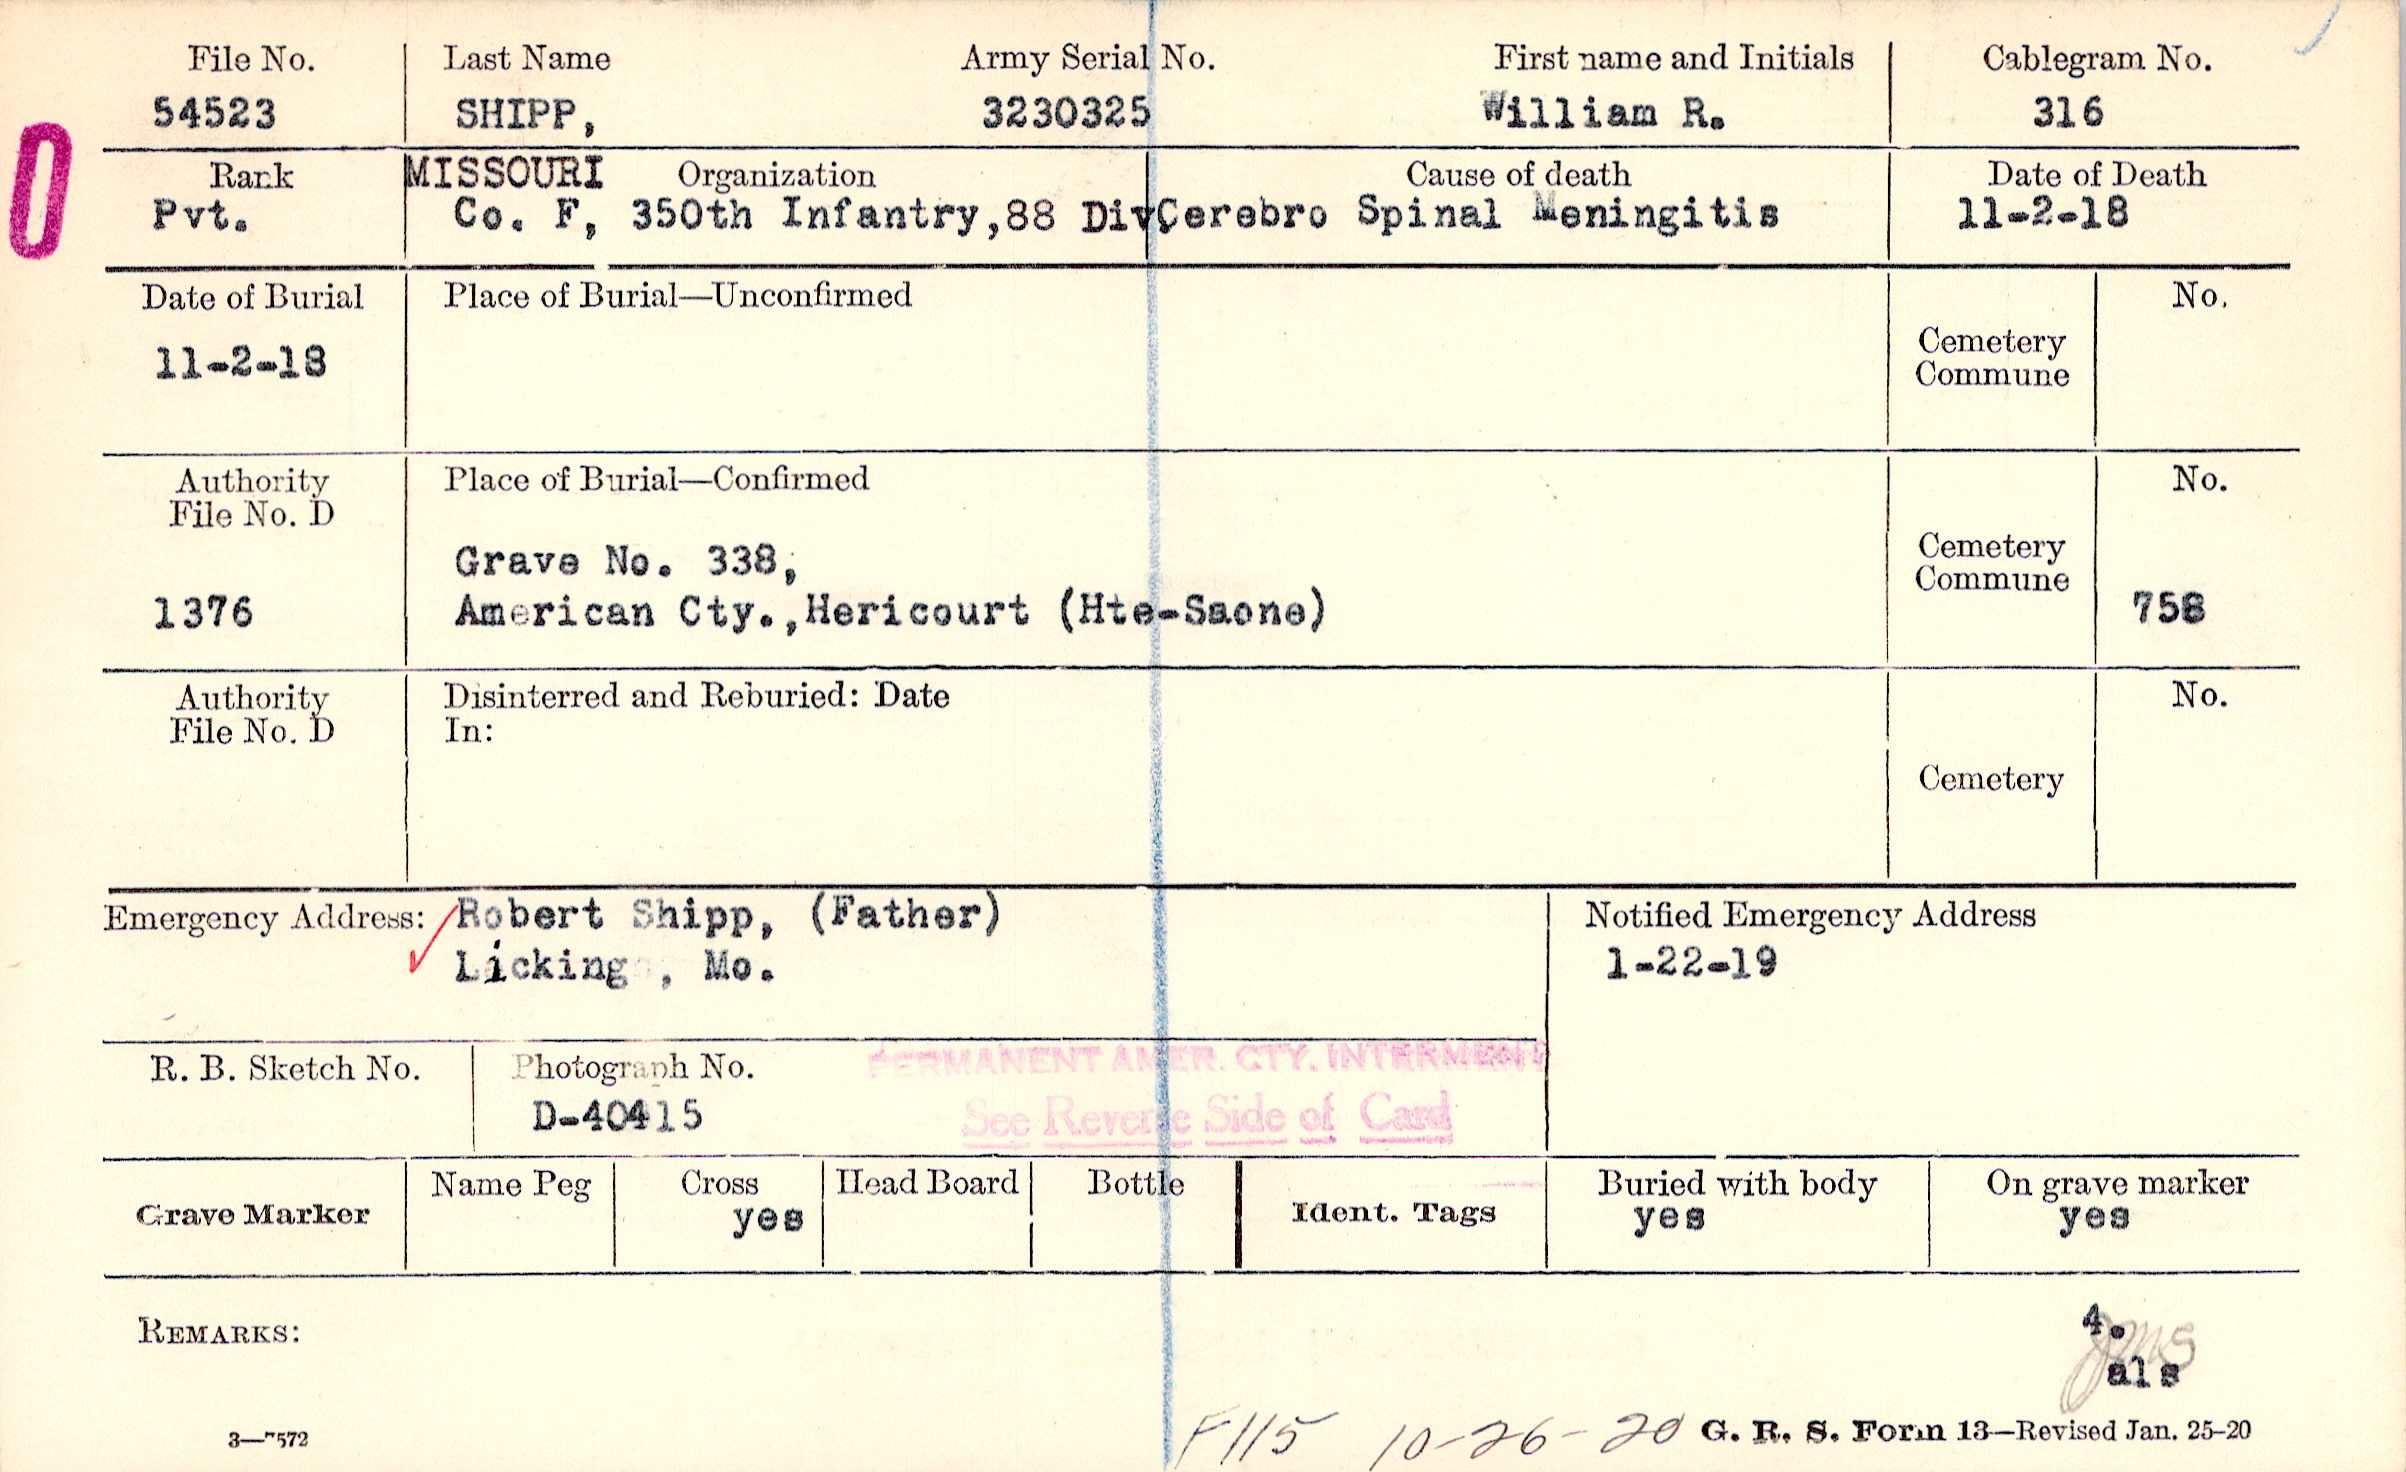 File No. Last Name Army Serial No. First name and Initials Cablegram No.
54523 SHIPP, 3230325 William R. 316
0
Rank MISSOURI Organization Cause of death Date of Death
Pvt. Co. F, 350th Infantry,88 Div Cerebro Spinal Meningitis 11-2-18
Date of Burial Place of Burial—Unconfirmed No.
11-2-18 Cemetery
Commune
Authority Place of Burial—Confirmed No.
File No. D
Grave No. 338, Cemetery
Commune
1376 American Cty.,Hericourt (Hte-Saone) 758
Authority Disinterred and Reburied: Date No.
File No. D In:
Cemetery
Emergency Address: Robert Shipp, (Father) Notified Emergency Address
Licking , Mo. 1-22-19
PERMANENT AMER. CTY. INTERMENT
R. B. Sketch No. Photograph No.
D-40415 See Reverse Side of Card
Grave Marker Name Peg Cross Head Board Bottle Ident. Tags Buried with body On grave marker
yes yes yes
REMARKS: 4.
JMS
als
3—7572 F115 10-26-20 G. R. S. Form 13—Revised Jan. 25-20